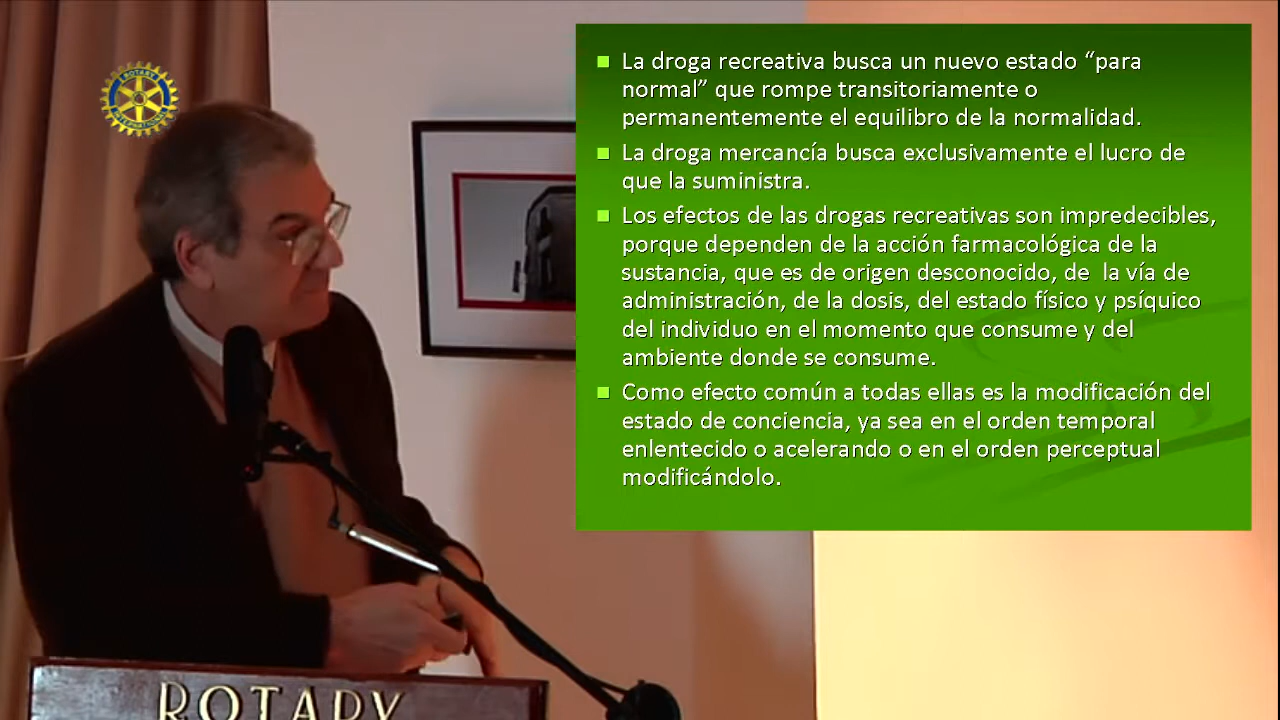 ROTARY
INTERNATIONAL
La droga recreativa busca un nuevo estado “para
normal” que rompe transitoriamente o
permanentemente el equilibro de la normalidad.
La droga mercancía busca exclusivamente el lucro de
que la suministra.
Los efectos de las drogas recreativas son impredecibles,
porque dependen de la acción farmacológica de la
sustancia, que es de origen desconocido, de la vía de
administración, de la dosis, del estado físico y psíquico
del individuo en el momento que consume y del
ambiente donde se consume.
Como efecto común a todas ellas es la modificación del
estado de conciencia, ya sea en el orden temporal
enlentecido o acelerando o en el orden perceptual
modificándolo.
ROTARY